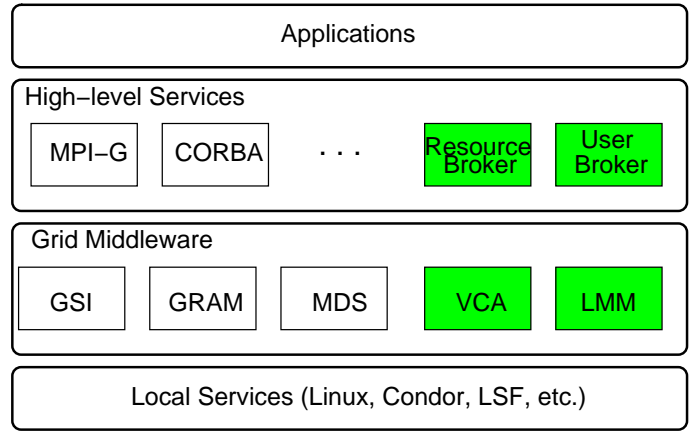 Applications
High−level Services
MPI−G CORBA . . . Resource Broker User Broker
Grid Middleware
GSI GRAM MDS VCA LMM
Local Services (Linux, Condor, LSF, etc.)